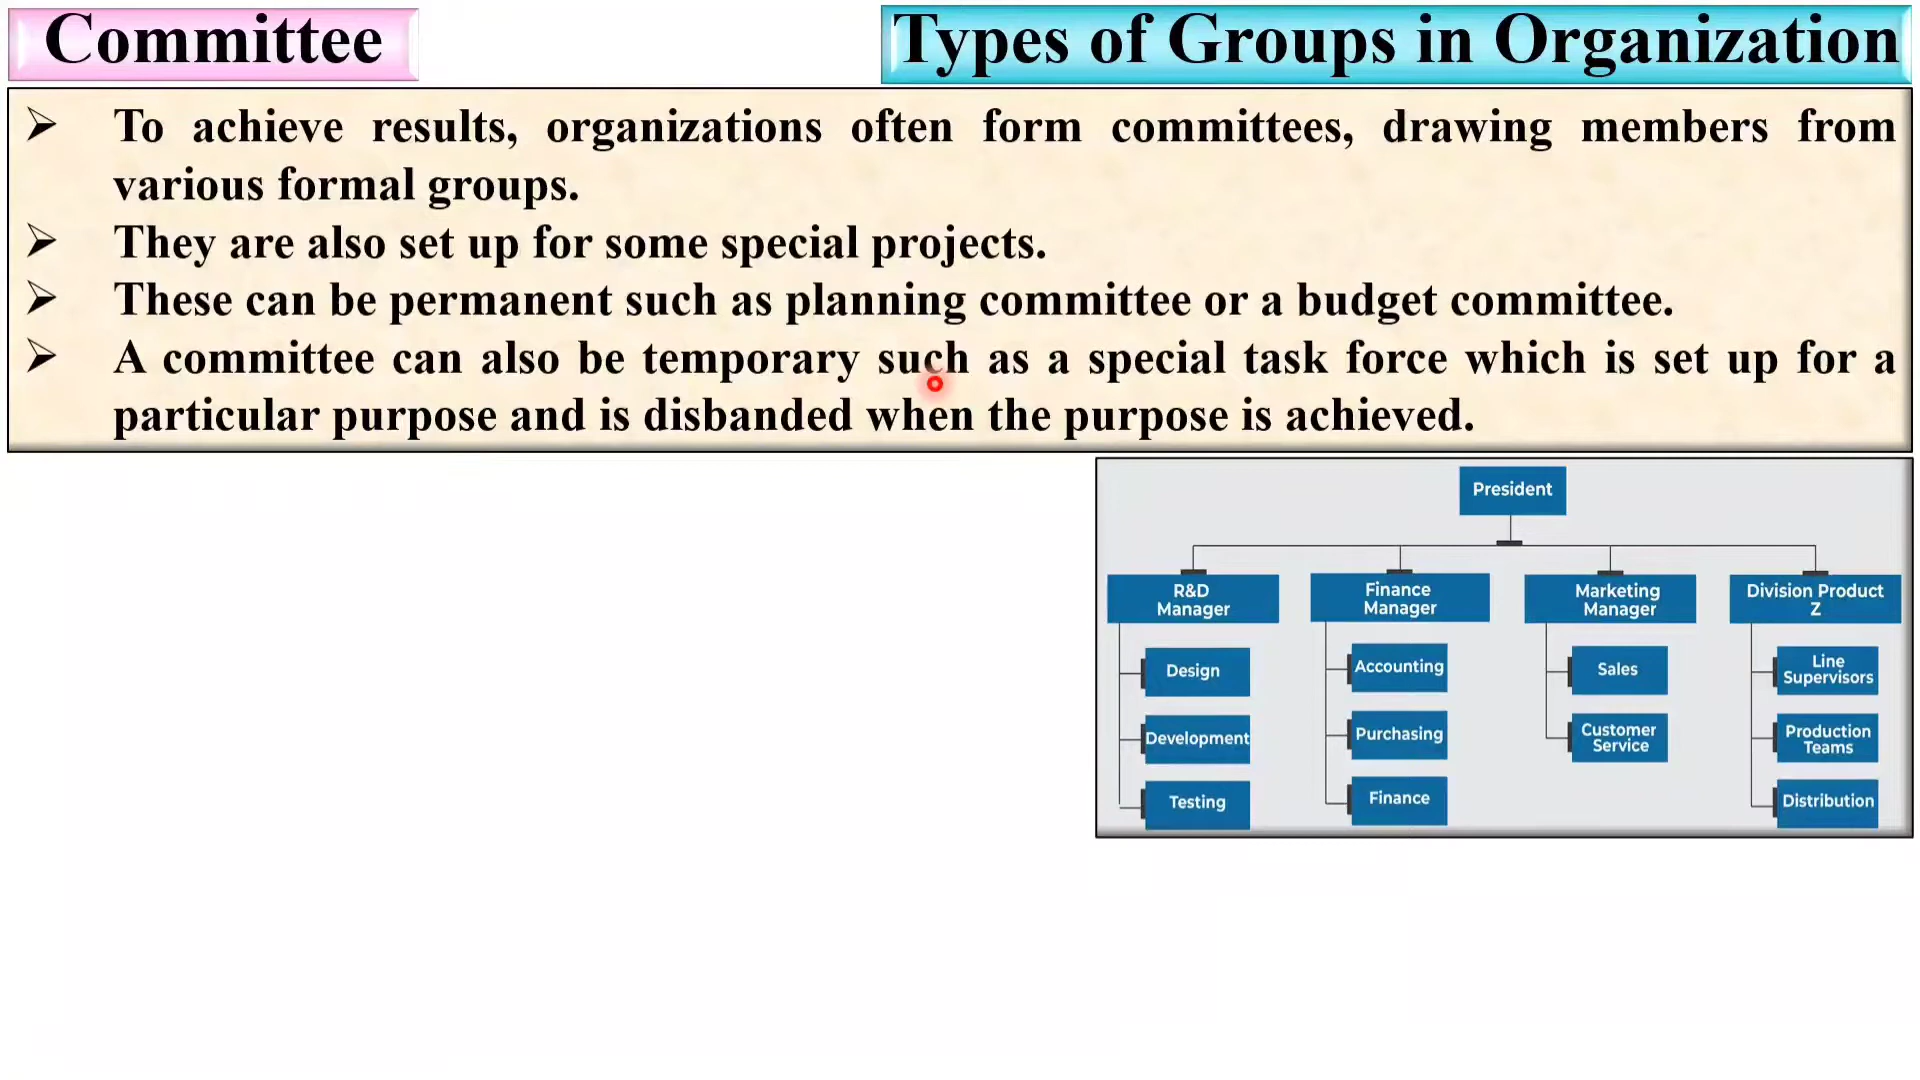 Committee
Types of Groups in Organization
To achieve results, organizations often form committees, drawing members from
various formal groups.
They are also set up for some special projects.
These can be permanent such as planning committee or a budget committee.
A committee can also be temporary such as a special task force which is set up for a
particular purpose and is disbanded when the purpose is achieved.
President
R&D
Manager
Finance
Manager
Marketing
Manager
Division Product
Z
Design
Development
Testing
Accounting
Purchasing
Finance
Sales
Customer
Service
Line
Supervisors
Production
Teams
Distribution